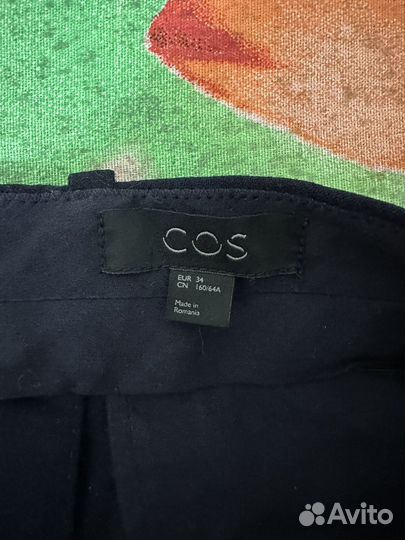 COS
EUR 34
CN 160/64A
Made in
Romania
Avito